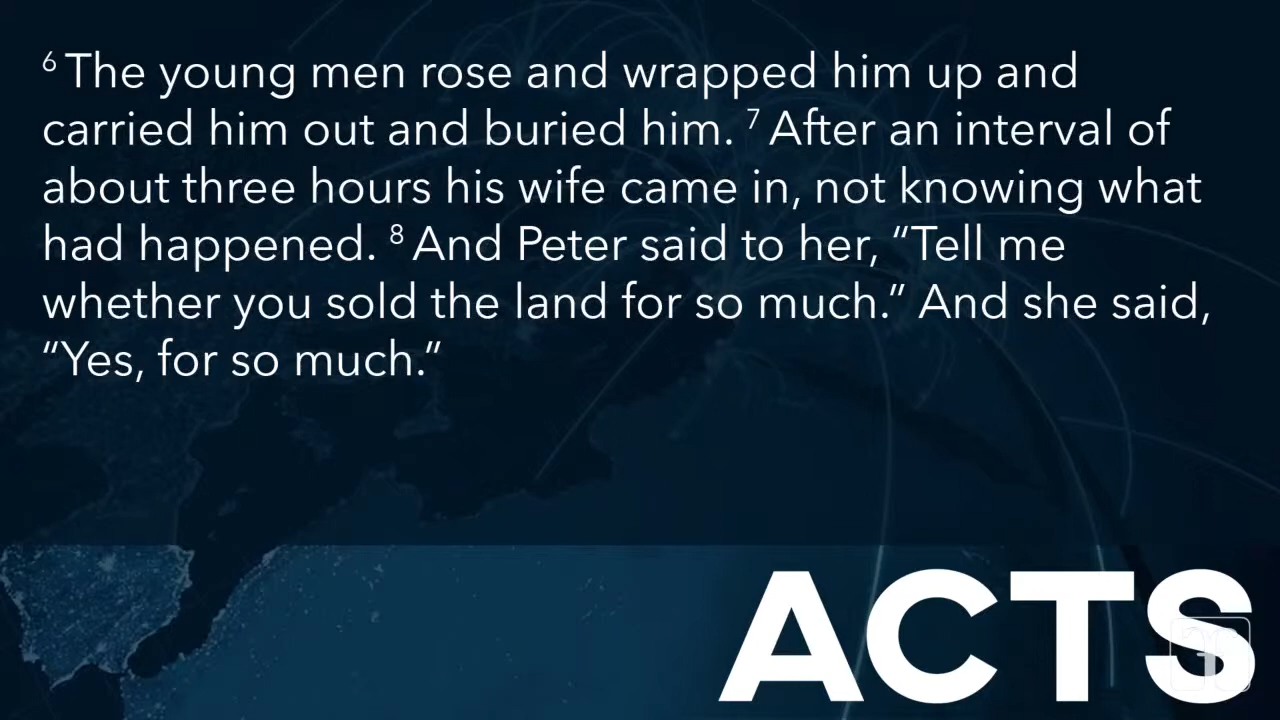 ⁶ The young men rose and wrapped him up and
carried him out and buried him. ⁷ After an interval of
about three hours his wife came in, not knowing what
had happened. ⁸ And Peter said to her, “Tell me
whether you sold the land for so much.” And she said,
“Yes, for so much.”
ACTS